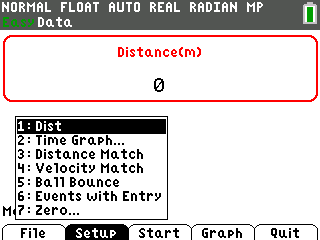 NORMAL FLOAT AUTO REAL RADIAN MP
EasyData
Distance(m)
0
1: Dist
2: Time Graph...
3: Distance Match
4: Velocity Match
5: Ball Bounce
6: Events with Entry
7: Zero...
File Setup Start Graph Quit